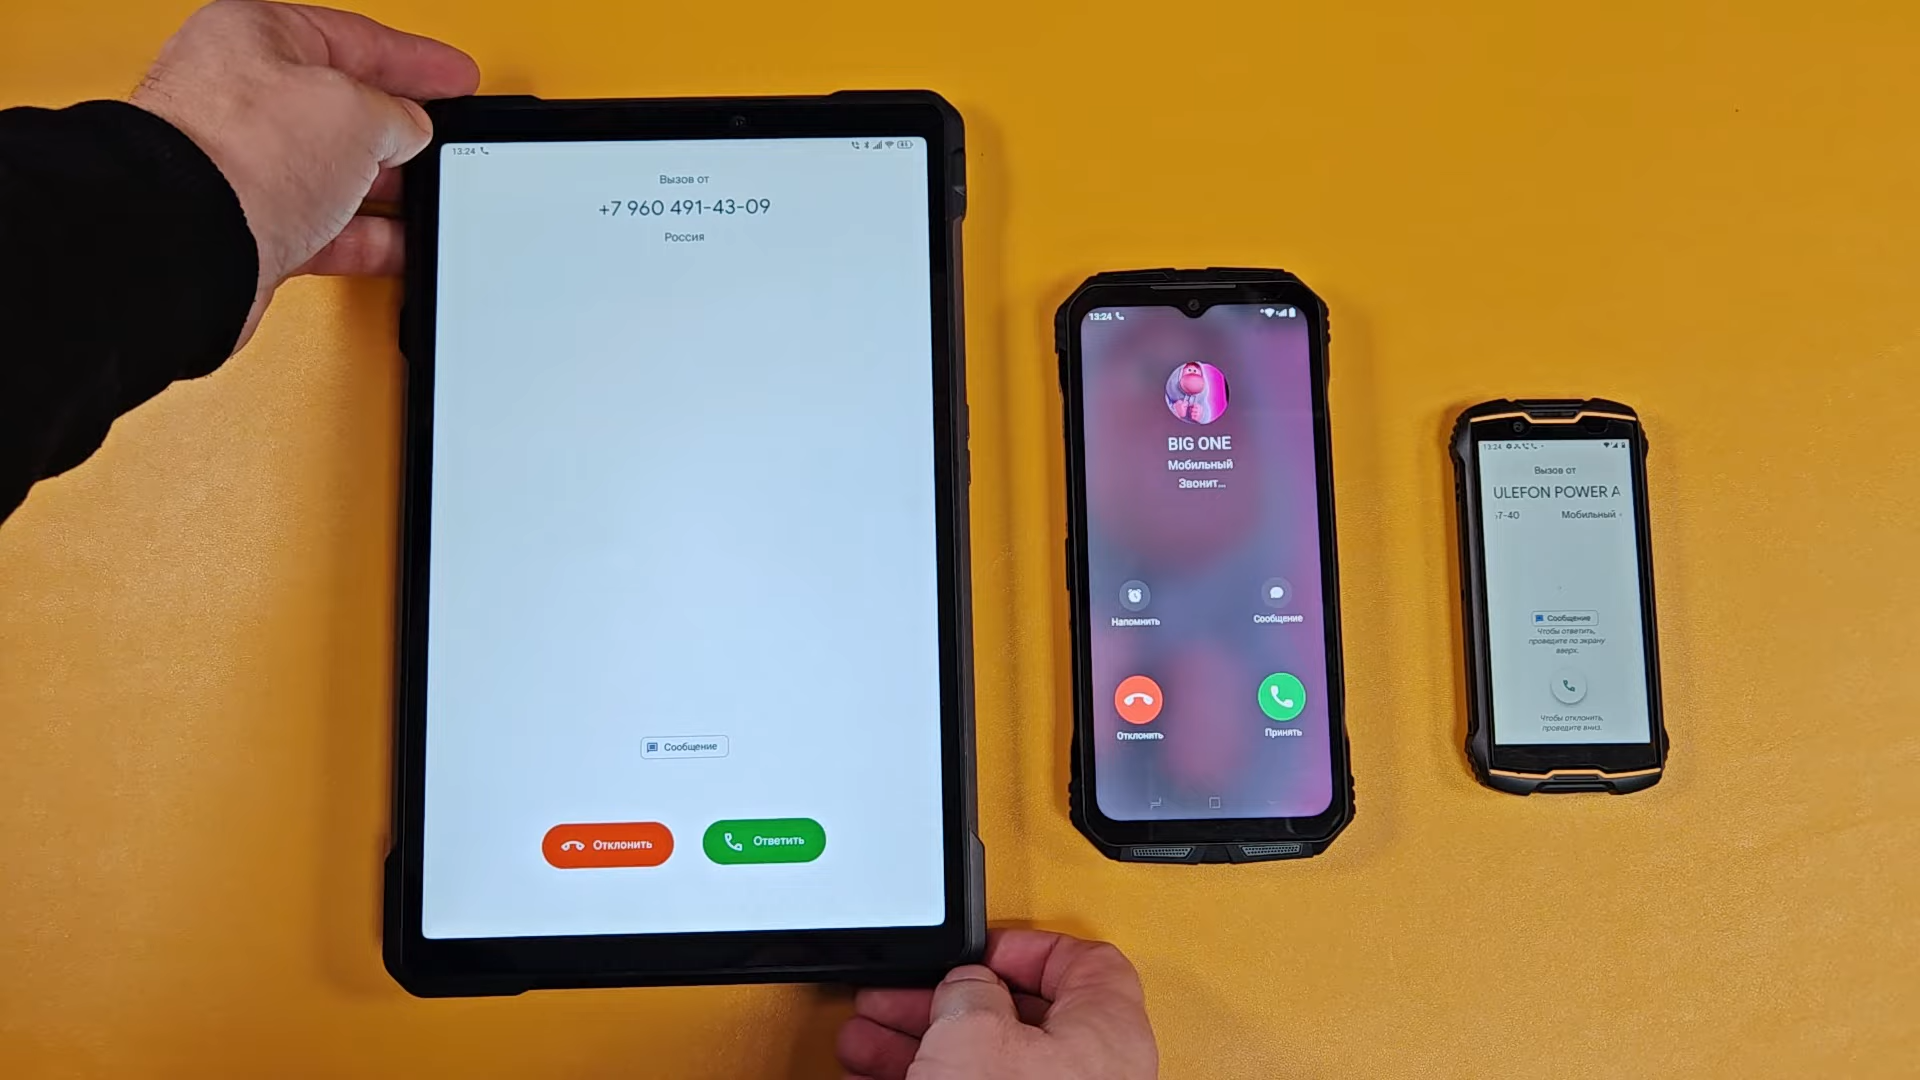 13:24
Вызов от
+7 960 491-43-09
Россия
Сообщение
Отклонить
Ответить
13:24
BIG ONE
Мобильный
Звонит...
Напомнить
Сообщение
Отклонить
Принять
13:24
Вызов от
ULEFON POWER A
7-40 Мобильный
Сообщение
Чтобы ответить,
проведите по экрану
вверх.
Чтобы отклонить,
проведите вниз.